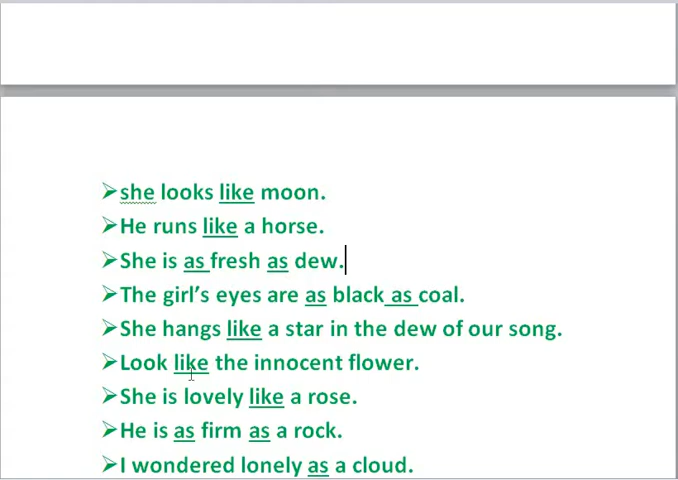 ➢she looks like moon.
➢He runs like a horse.
➢She is as fresh as dew.
➢The girl's eyes are as black as coal.
➢She hangs like a star in the dew of our song.
➢Look like the innocent flower.
➢She is lovely like a rose.
➢He is as firm as a rock.
➢I wondered lonely as a cloud.